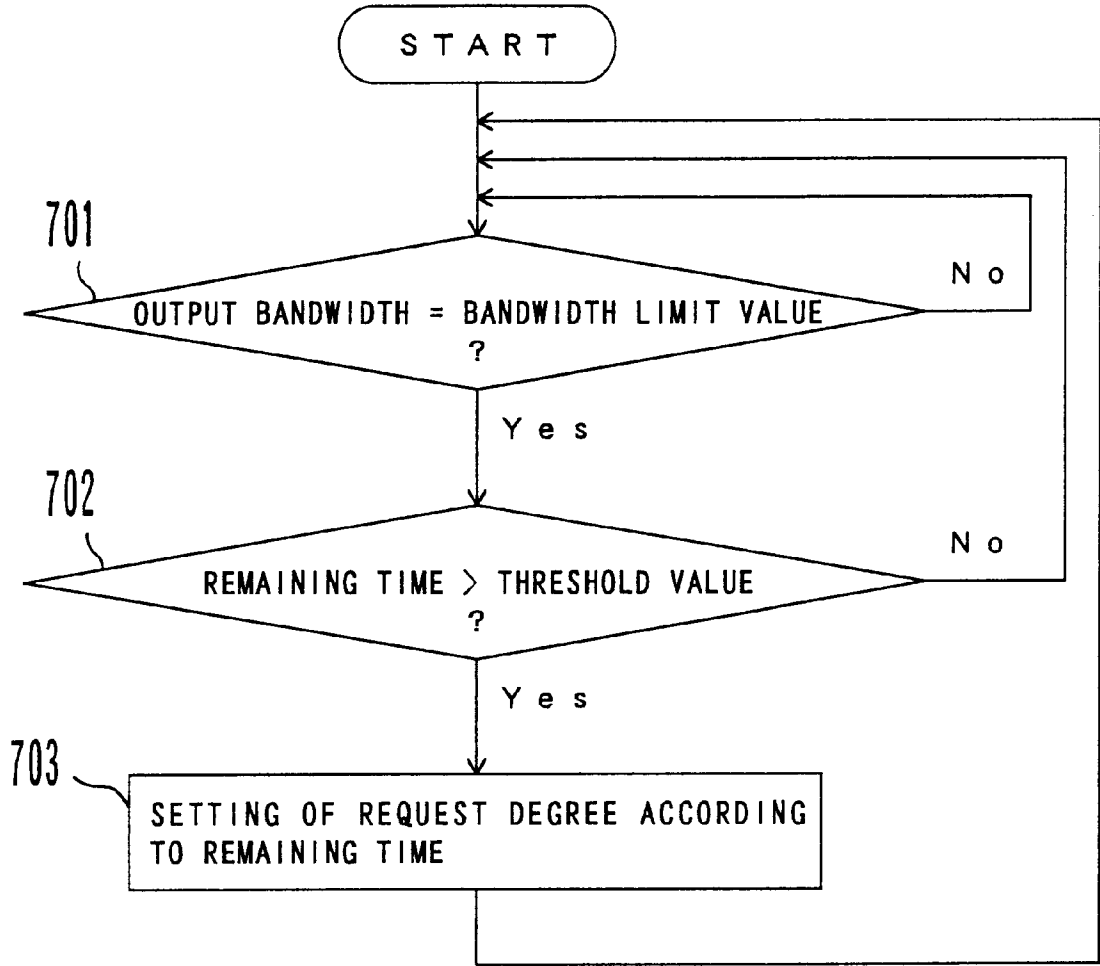 START
701
No
OUTPUT BANDWIDTH = BANDWIDTH LIMIT VALUE
?
Yes
702
No
REMAINING TIME > THRESHOLD VALUE
?
Yes
703
SETTING OF REQUEST DEGREE ACCORDING
TO REMAINING TIME